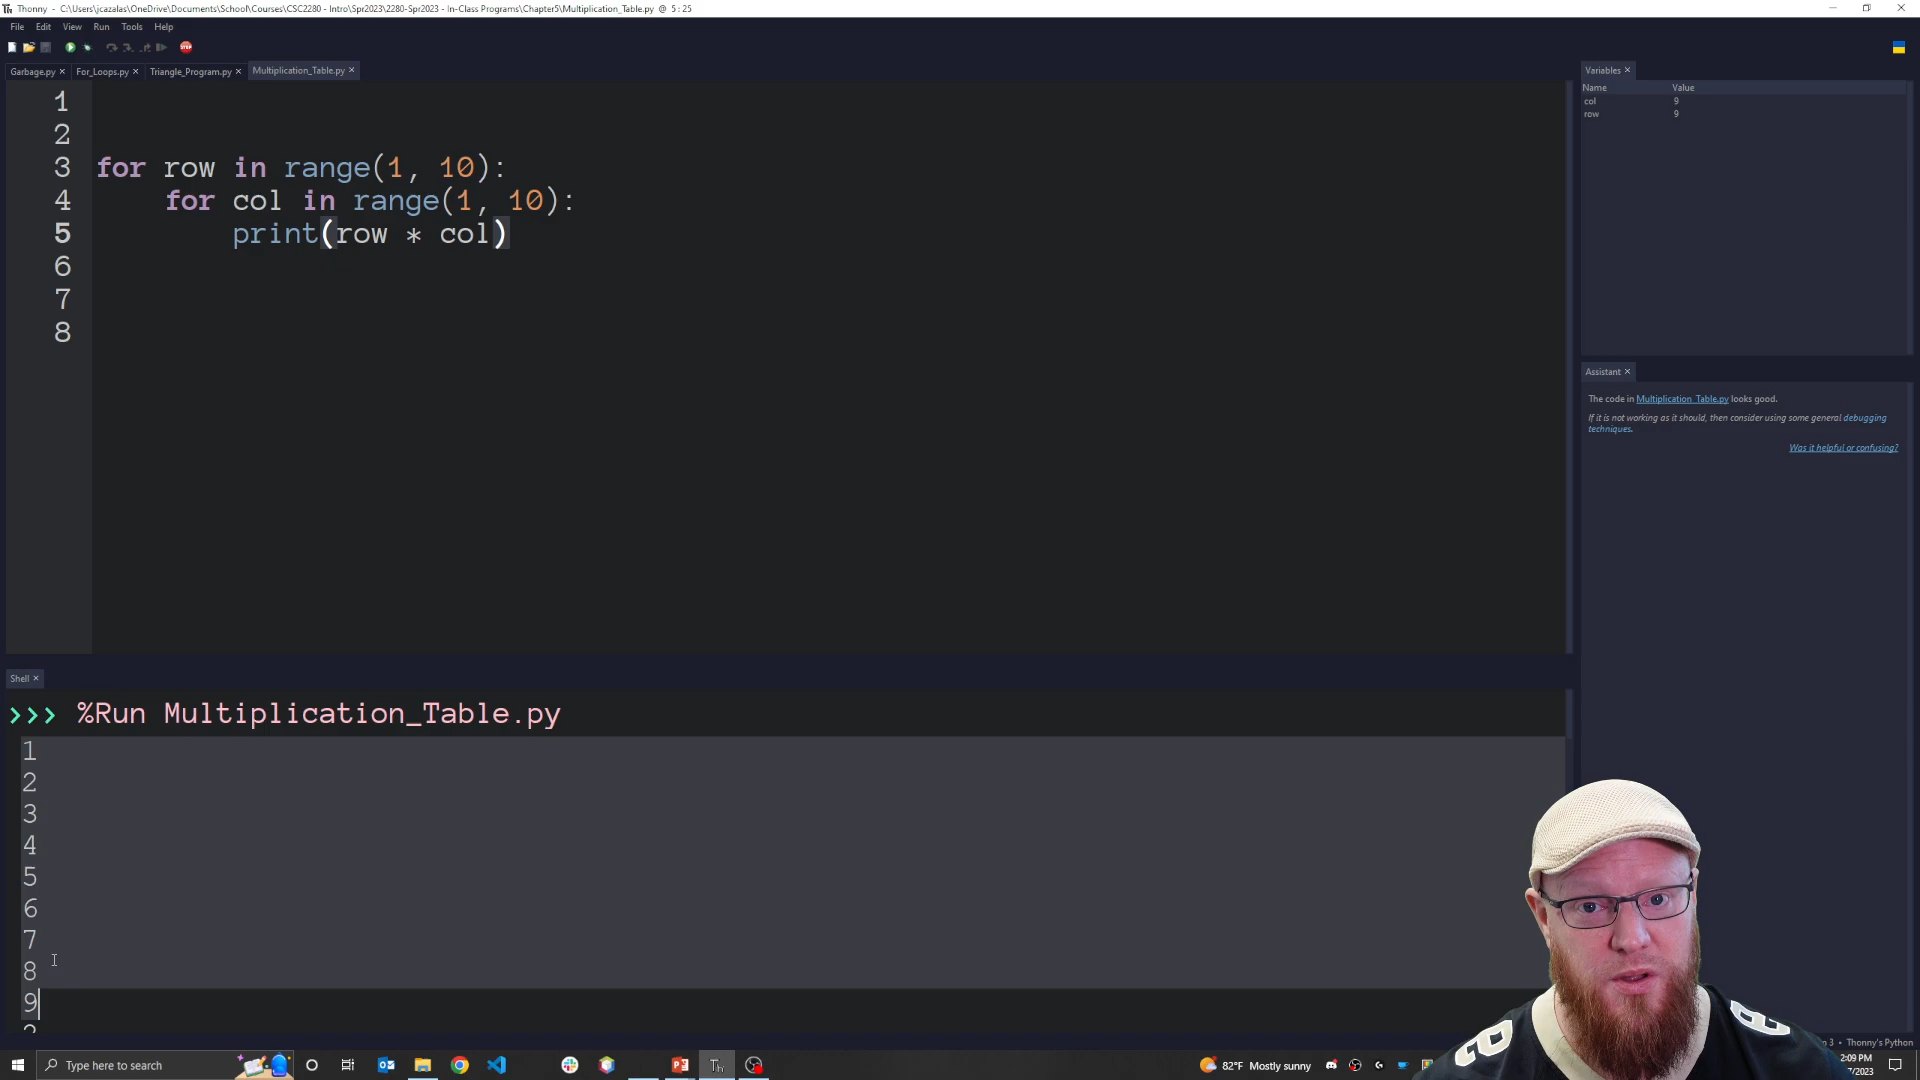 Thonny - C:\Users\jcazalas\OneDrive\Documents\School\Courses\CSC2280 - Intro\Spr2023\2280-Spr2023 - In-Class Programs\Chapter5\Multiplication_Table.py @ 5 : 25
File Edit View Run Tools Help
STOP
Garbage.py × For_Loops.py × Triangle_Program.py × Multiplication_Table.py ×
1
2
3 for row in range(1, 10):
4 for col in range(1, 10):
5 print(row * col)
6
7
8
Variables ×
Name Value
col 9
row 9
Assistant ×
The code in Multiplication_Table.py looks good.
If it is not working as it should, then consider using some general debugging
techniques.
Was it helpful or confusing?
Shell ×
>>> %Run Multiplication_Table.py
1
2
3
4
5
6
7
8
9
3 • Thonny's Python
Type here to search
82°F Mostly sunny
2:09 PM
7/2023